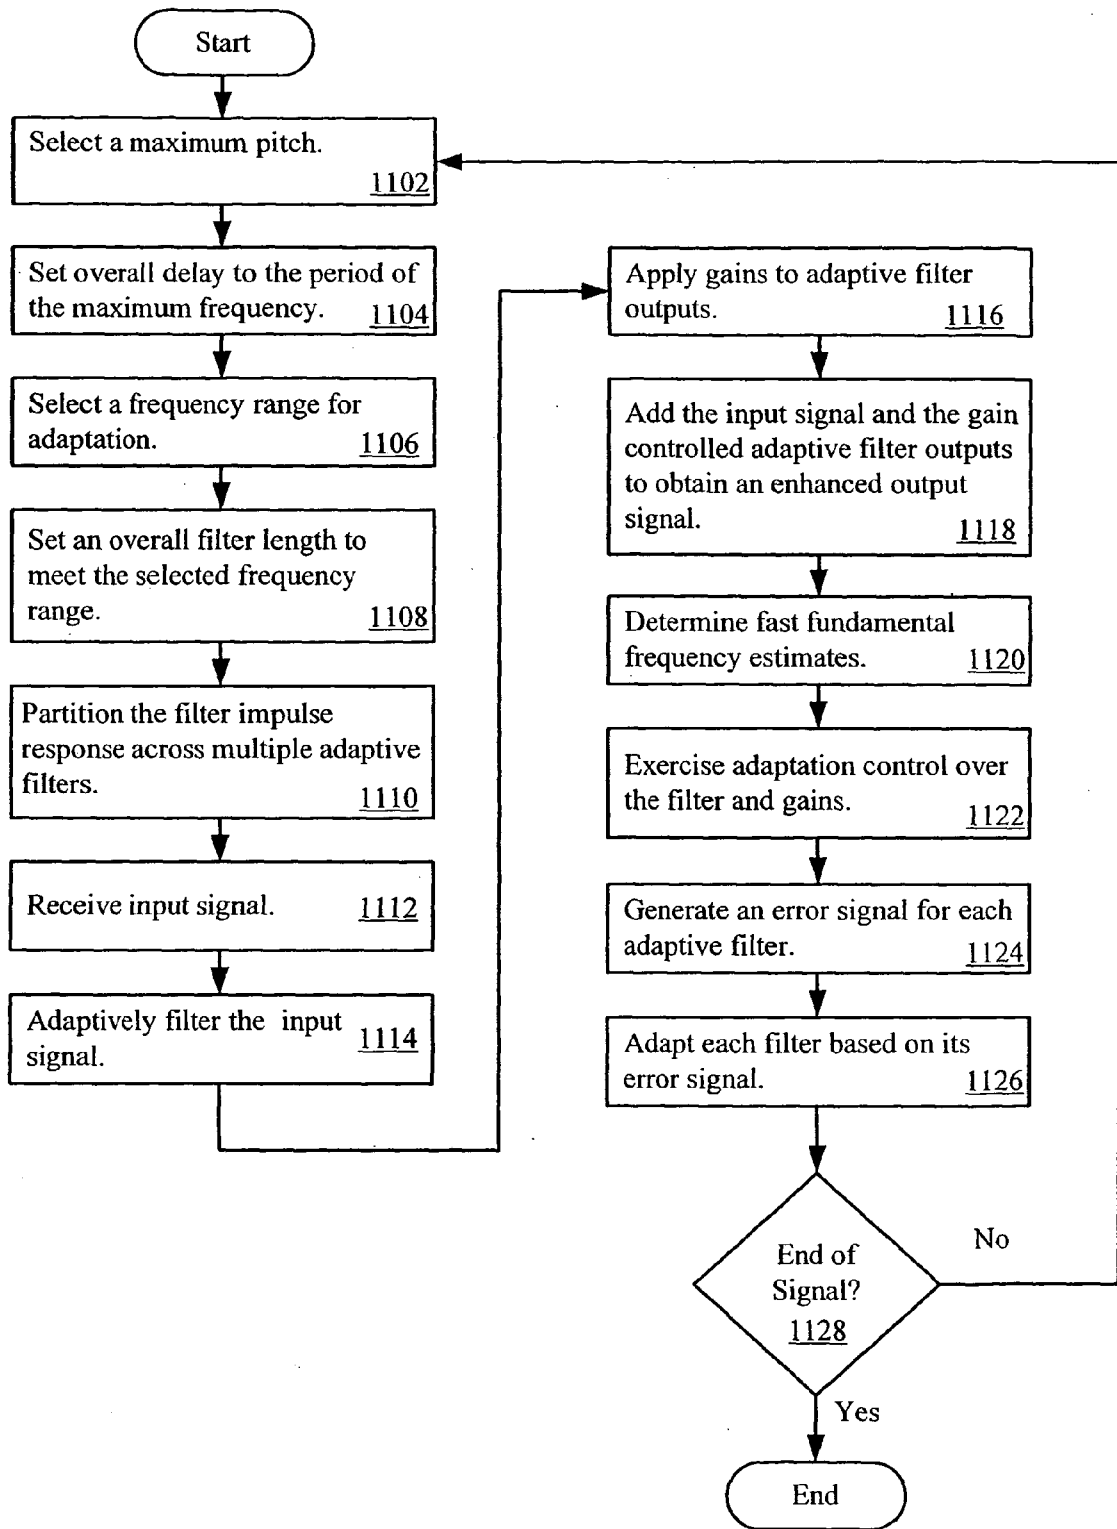 Start
Select a maximum pitch.
1102
Set overall delay to the period of
the maximum frequency. 1104
Select a frequency range for
adaptation. 1106
Set an overall filter length to
meet the selected frequency
range. 1108
Partition the filter impulse
response across multiple adaptive
filters. 1110
Receive input signal. 1112
Adaptively filter the input 1114
signal.
Apply gains to adaptive filter
outputs. 1116
Add the input signal and the gain
controlled adaptive filter outputs
to obtain an enhanced output
signal. 1118
Determine fast fundamental
frequency estimates. 1120
Exercise adaptation control over
the filter and gains. 1122
Generate an error signal for each
adaptive filter. 1124
Adapt each filter based on its
error signal. 1126
End of
Signal?
1128
No
Yes
End